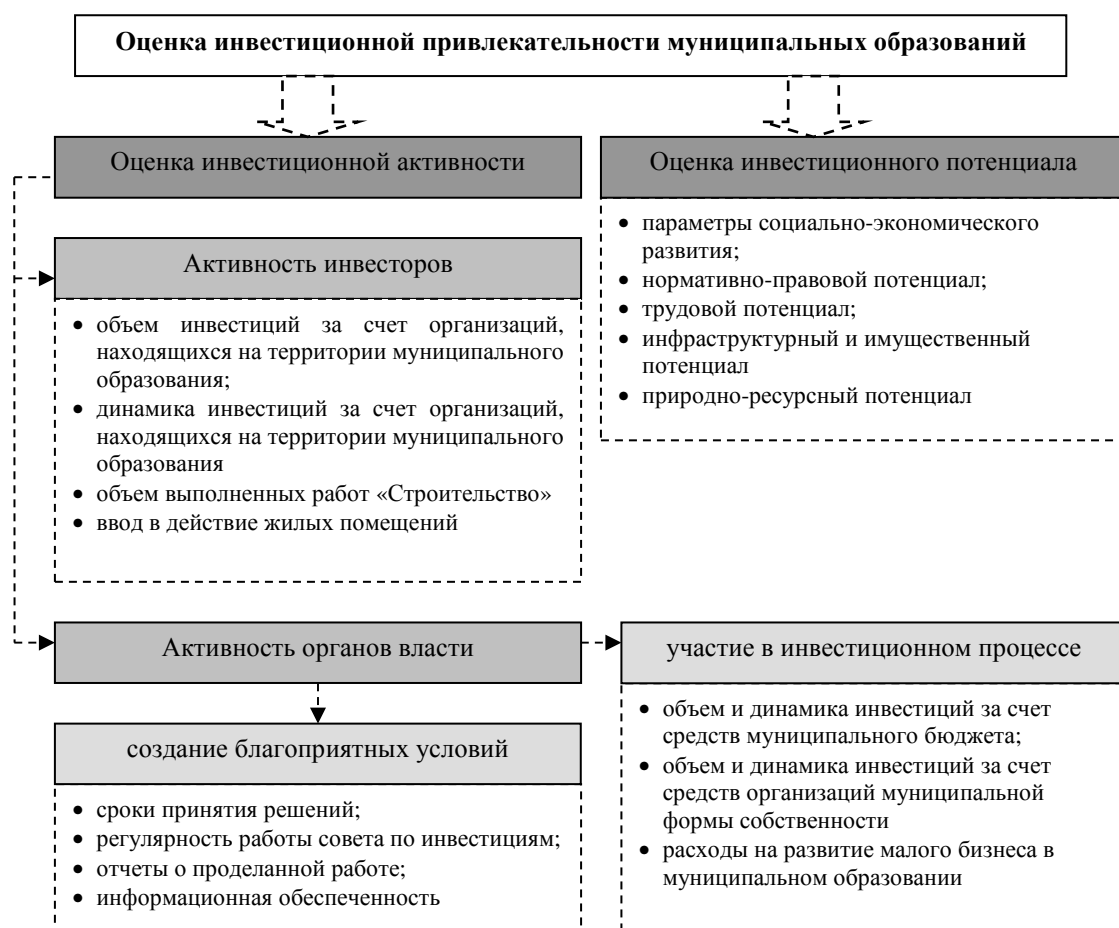 Оценка инвестиционной привлекательности муниципальных образований
Оценка инвестиционной активности
Оценка инвестиционного потенциала
• параметры социально-экономического
развития;
• нормативно-правовой потенциал;
• трудовой потенциал;
• инфраструктурный и имущественный
потенциал
• природно-ресурсный потенциал
Активность инвесторов
• объем инвестиций за счет организаций,
находящихся на территории муниципального
образования;
• динамика инвестиций за счет организаций,
находящихся на территории муниципального
образования
• объем выполненных работ «Строительство»
• ввод в действие жилых помещений
Активность органов власти
участие в инвестиционном процессе
• объем и динамика инвестиций за счет
средств муниципального бюджета;
• объем и динамика инвестиций за счет
средств организаций муниципальной
формы собственности
• расходы на развитие малого бизнеса в
муниципальном образовании
создание благоприятных условий
• сроки принятия решений;
• регулярность работы совета по инвестициям;
• отчеты о проделанной работе;
• информационная обеспеченность